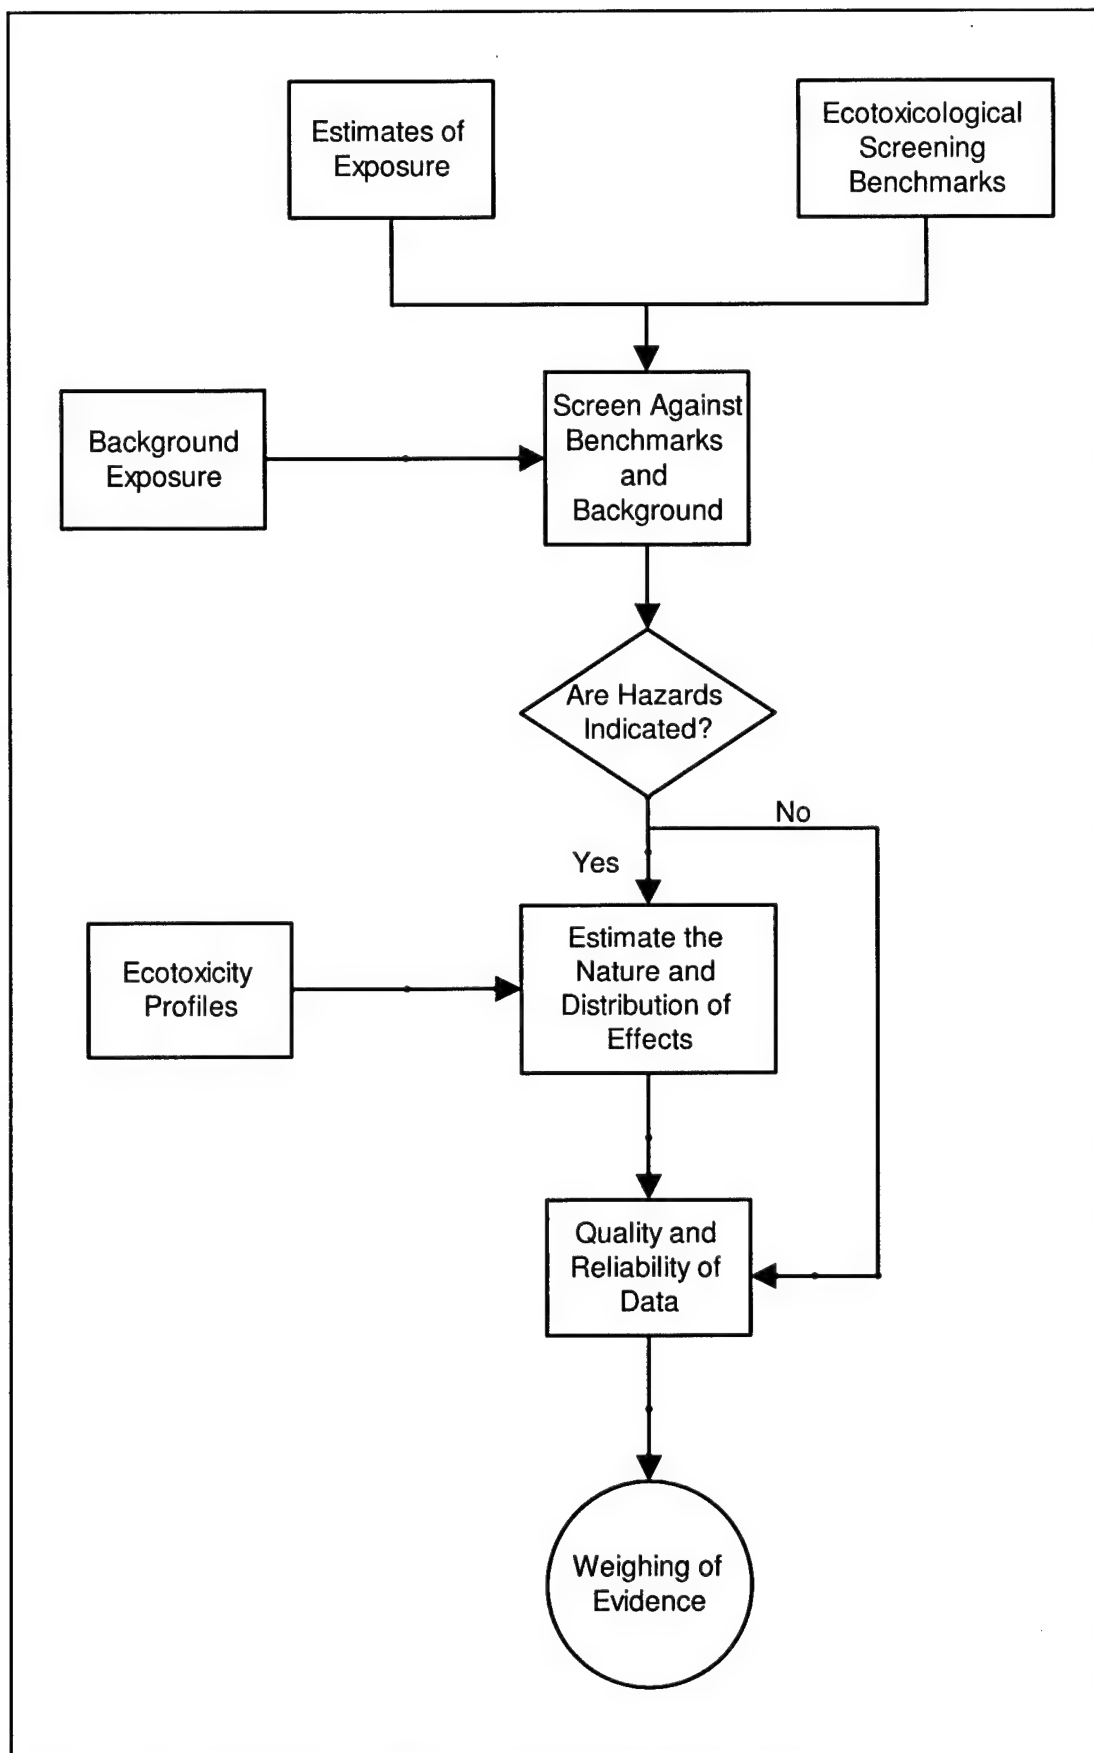 Estimates of
Exposure
Ecotoxicological
Screening
Benchmarks
Background
Exposure
Screen Against
Benchmarks
and
Background
Are Hazards
Indicated?
No
Yes
Ecotoxicity
Profiles
Estimate the
Nature and
Distribution of
Effects
Quality and
Reliability of
Data
Weighing of
Evidence